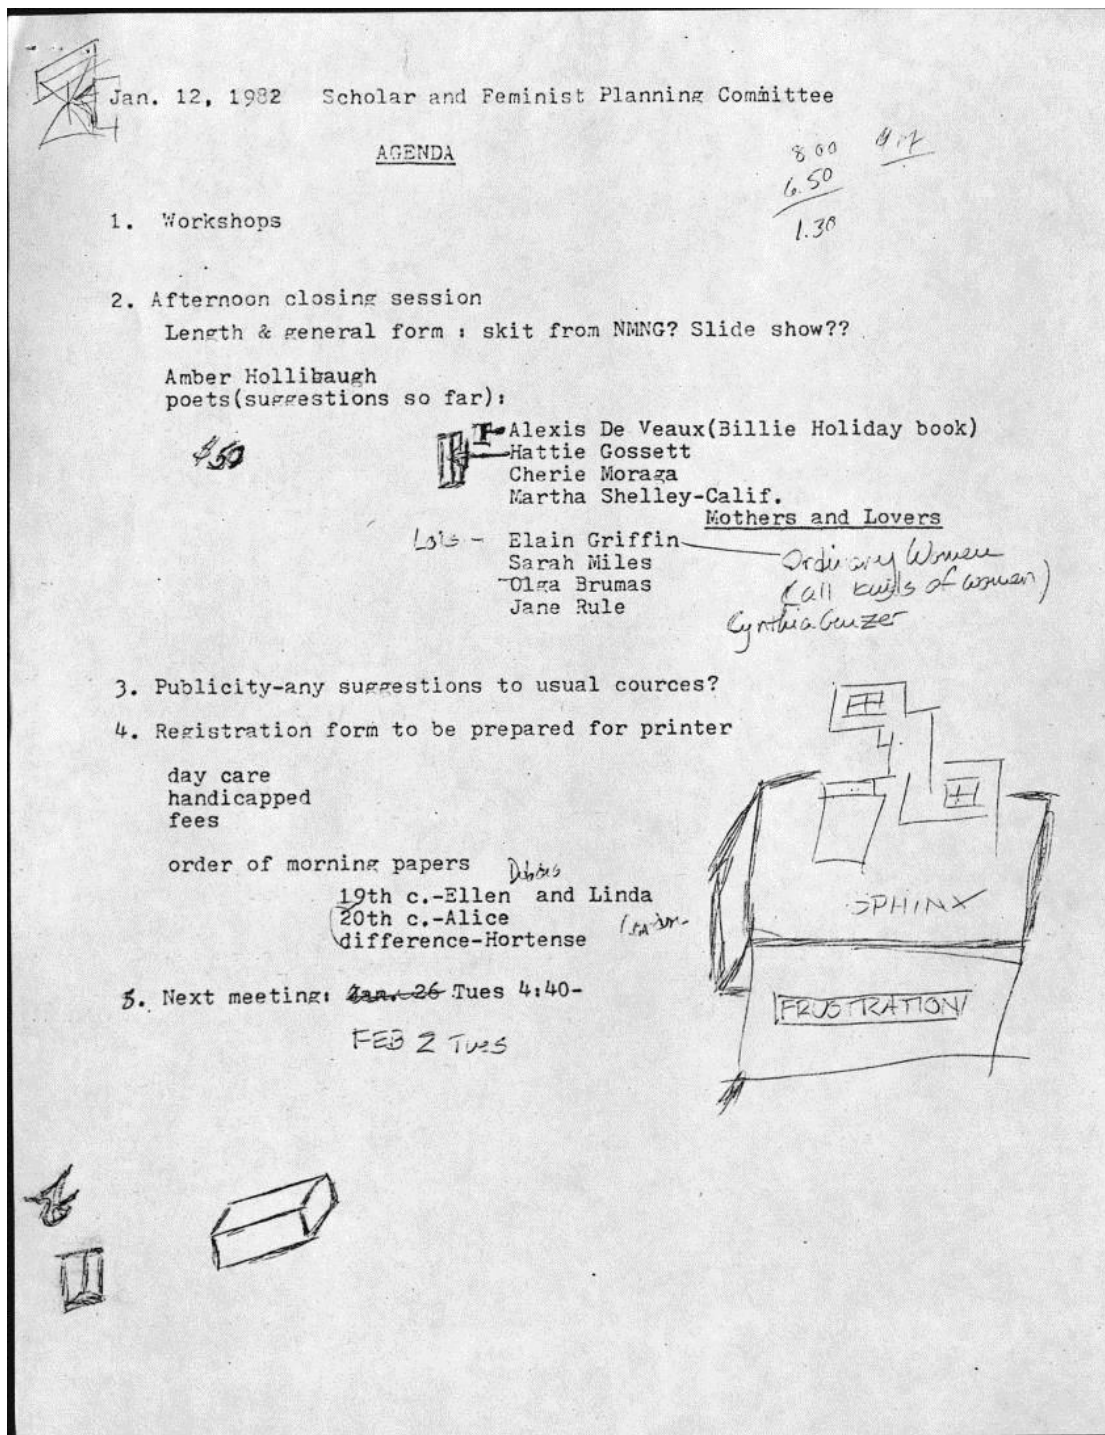 Jan. 12, 1982 Scholar and Feminist Planning Committee
AGENDA
8 00
6.50
1.30
1. Workshops
2. Afternoon closing session
Length & general form : skit from NMNG? Slide show??
Amber Hollibaugh
poets(suggestions so far):
$50
Alexis De Veaux(Billie Holiday book)
Hattie Gossett
Cherie Moraga
Martha Shelley-Calif.
Mothers and Lovers
Lois - Elain Griffin
Ordinary Women
Sarah Miles
(all kinds of women)
Olga Brumas
Jane Rule
Cynthia
3. Publicity-any suggestions to usual cources?
4. Registration form to be prepared for printer
day care
handicapped
fees
order of morning papers
Dubois
19th c.-Ellen and Linda
20th c.-Alice
difference-Hortense
SPHINX
5. Next meeting: Jan. 26 Tues 4:40-
FRUSTRATION
FEB 2 Tues